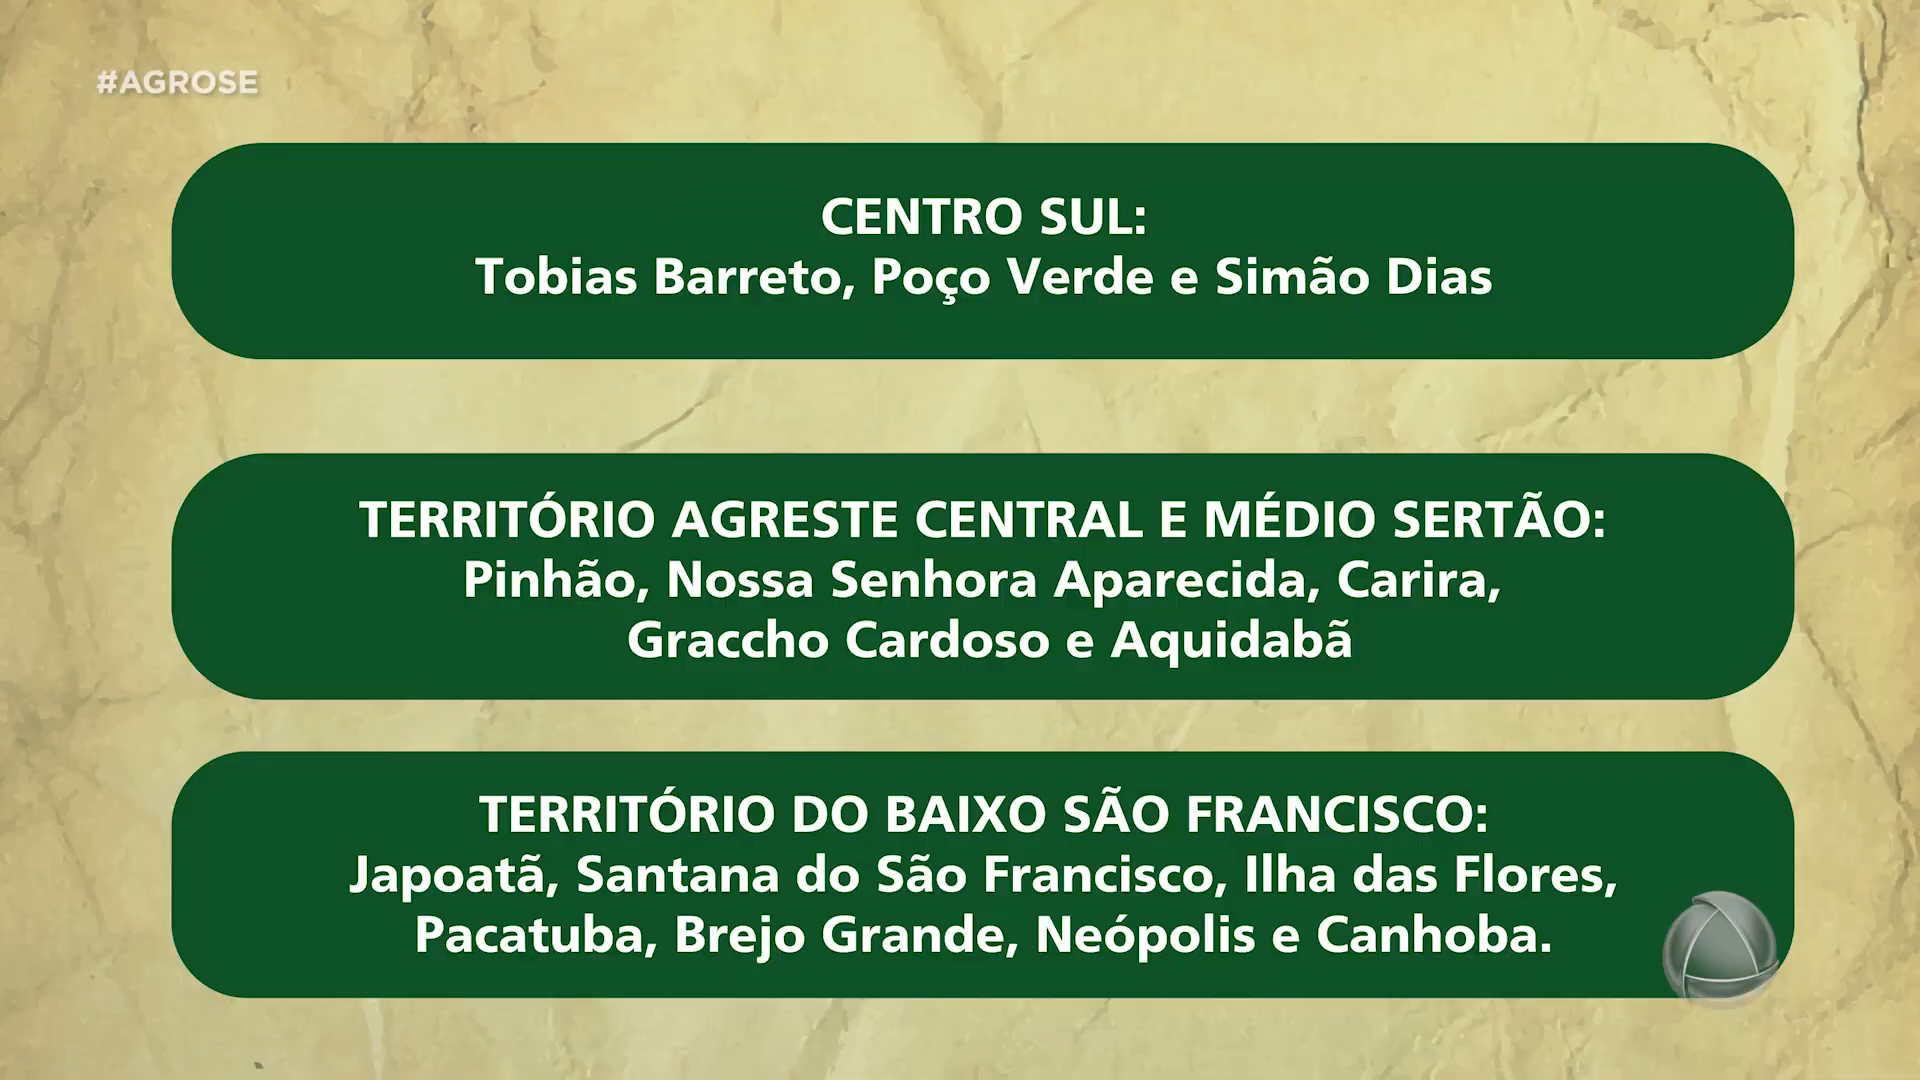 #AGROSE
CENTRO SUL:
Tobias Barreto, Poço Verde e Simão Dias
TERRITÓRIO AGRESTE CENTRAL E MÉDIO SERTÃO:
Pinhão, Nossa Senhora Aparecida, Carira,
Graccho Cardoso e Aquidabã
TERRITÓRIO DO BAIXO SÃO FRANCISCO:
Japoatã, Santana do São Francisco, Ilha das Flores,
Pacatuba, Brejo Grande, Neópolis e Canhoba.